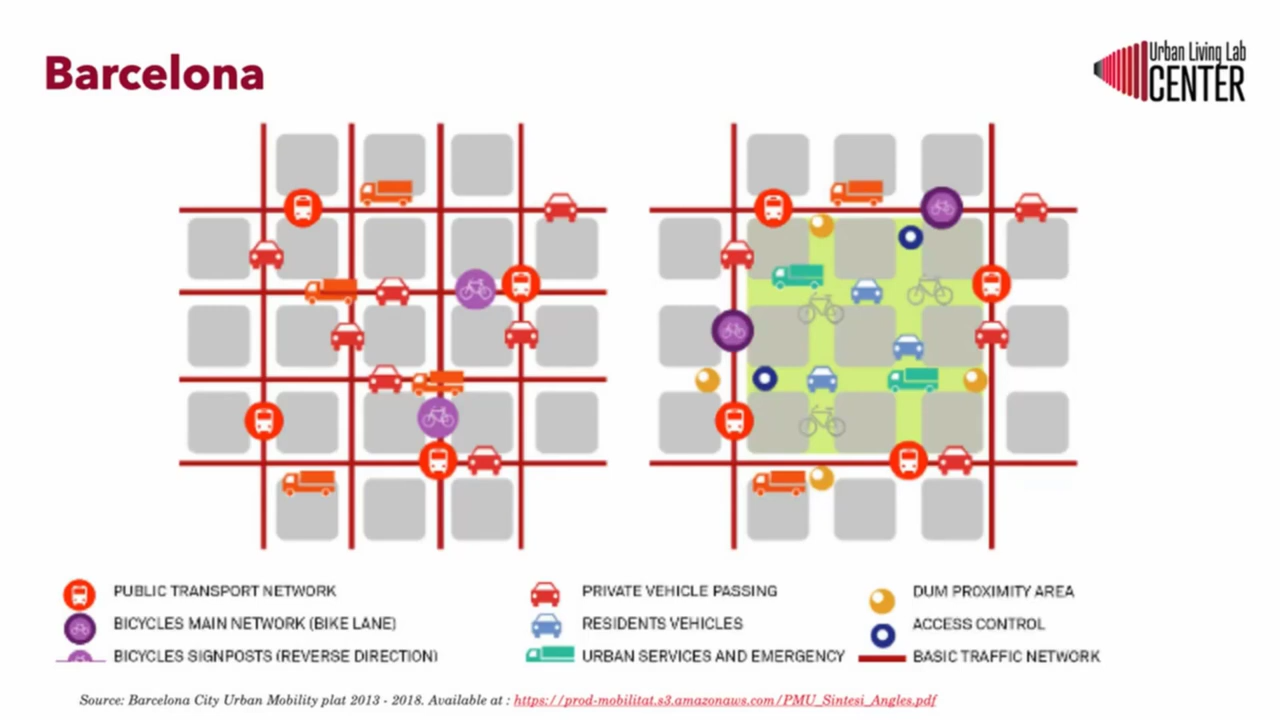 Barcelona
Urban Living Lab
CENTER
PUBLIC TRANSPORT NETWORK
PRIVATE VEHICLE PASSING
DUM PROXIMITY AREA
BICYCLES MAIN NETWORK (BIKE LANE)
RESIDENTS VEHICLES
ACCESS CONTROL
BICYCLES SIGNPOSTS (REVERSE DIRECTION)
URBAN SERVICES AND EMERGENCY
BASIC TRAFFIC NETWORK
Source: Barcelona City Urban Mobility plat 2013 - 2018. Available at : https://prod-mobilitat.s3.amazonaws.com/PMU_Sintesi_Angles.pdf